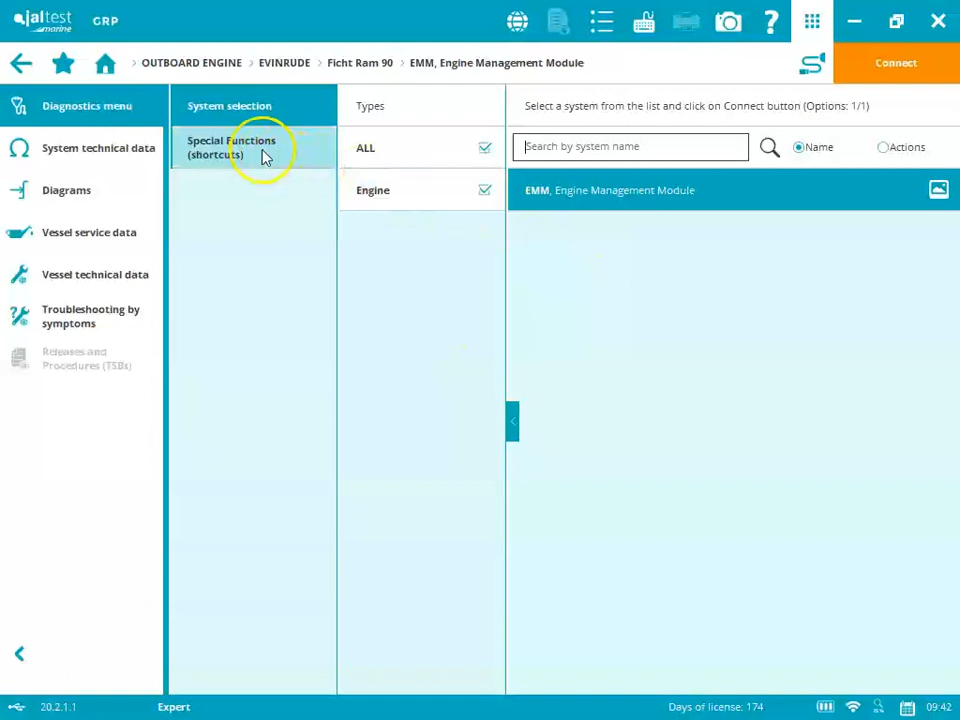 jaltest GRP
marine
OUTBOARD ENGINE > EVINRUDE > Ficht Ram 90 > EMM, Engine Management Module
Connect
Diagnostics menu
System technical data
Diagrams
Vessel service data
Vessel technical data
Troubleshooting by
symptoms
Releases and
Procedures (TSBs)
System selection
Special Functions
(shortcuts)
Types
ALL
Engine
Select a system from the list and click on Connect button (Options: 1/1)
Search by system name
Name
Actions
EMM, Engine Management Module
20.2.1.1
Expert
Days of license: 174
09:42